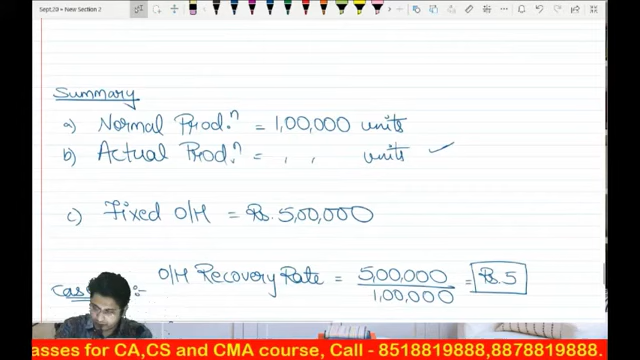 Sept.20 - New Section 2
Summary
a) Normal Prod.n = 1,00,000 units
b) Actual Prod.n = , , units
c) Fixed O/H = Rs. 5,00,000
O/H Recovery Rate = 5,00,000 = Rs. 5
1,00,000
Case :-
asses for CA,CS and CMA course, Call - 8518819888,8878819888.